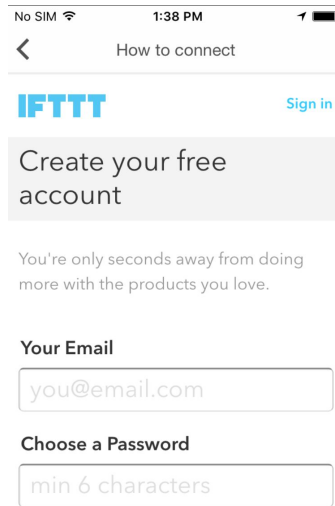 No SIM 1:38 PM
How to connect
IFTTT Sign in
Create your free
account
You're only seconds away from doing
more with the products you love.
Your Email
you@email.com
Choose a Password
min 6 characters